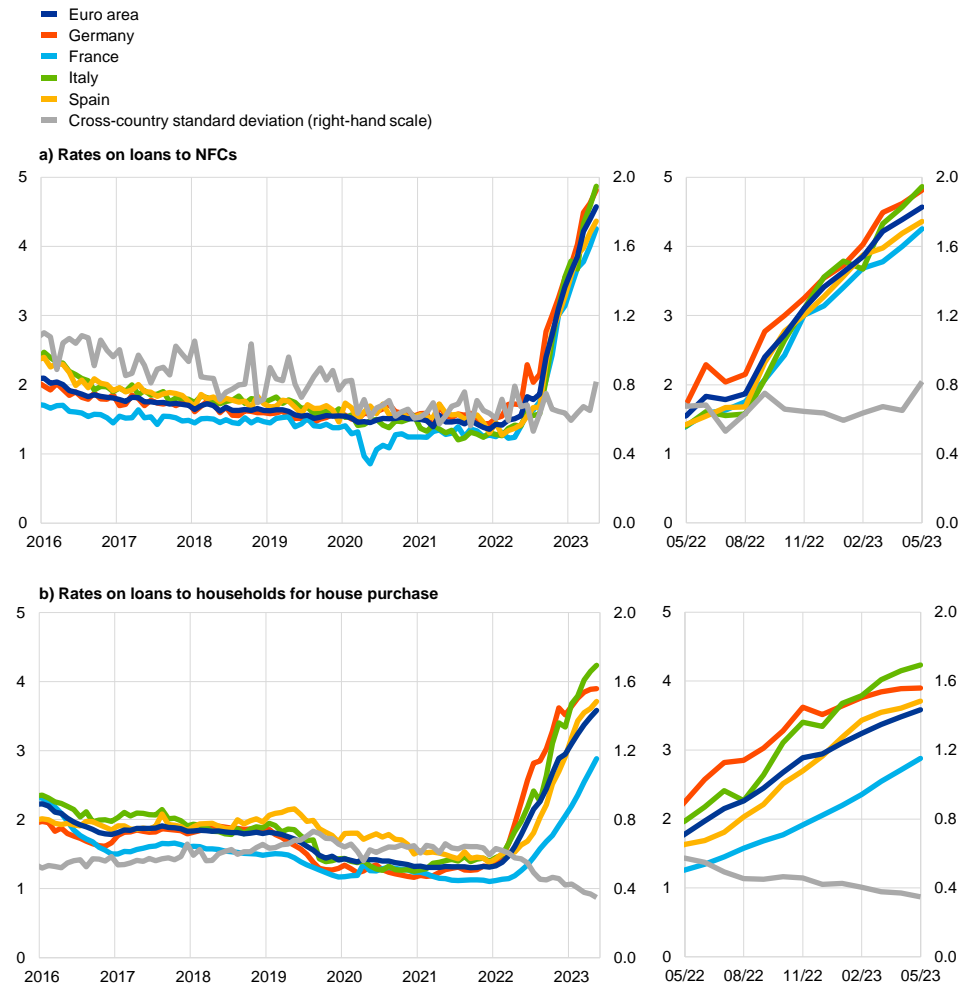 Euro area
Germany
France
Italy
Spain
Cross-country standard deviation (right-hand scale)
a) Rates on loans to NFCs
5 2.0 5 2.0
4 1.6 4 1.6
3 1.2 3 1.2
2 0.8 2 0.8
1 0.4 1 0.4
0 0.0 0 0.0
2016 2017 2018 2019 2020 2021 2022 2023 05/22 08/22 11/22 02/23 05/23
b) Rates on loans to households for house purchase
5 2.0 5 2.0
4 1.6 4 1.6
3 1.2 3 1.2
2 0.8 2 0.8
1 0.4 1 0.4
0 0.0 0 0.0
2016 2017 2018 2019 2020 2021 2022 2023 05/22 08/22 11/22 02/23 05/23